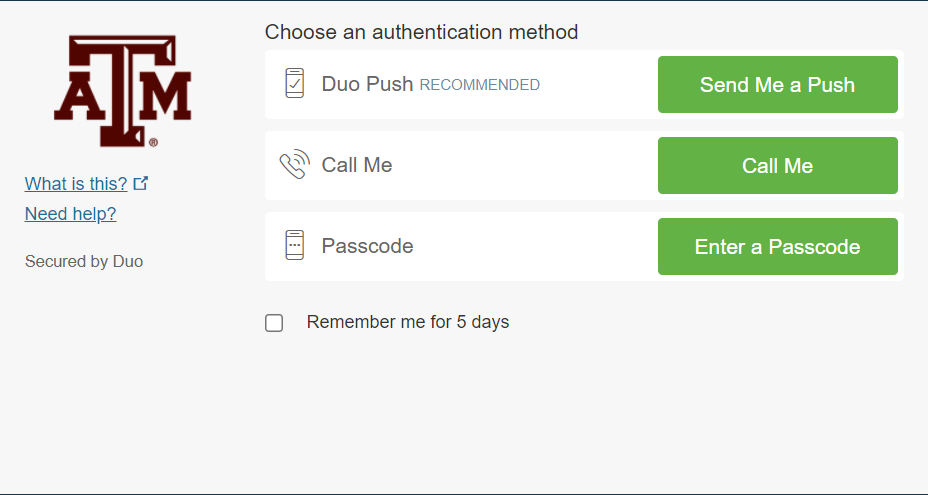 Choose an authentication method
ATM®
Duo Push RECOMMENDED
Send Me a Push
Call Me
Call Me
Passcode
Enter a Passcode
What is this?
Need help?
Secured by Duo
Remember me for 5 days